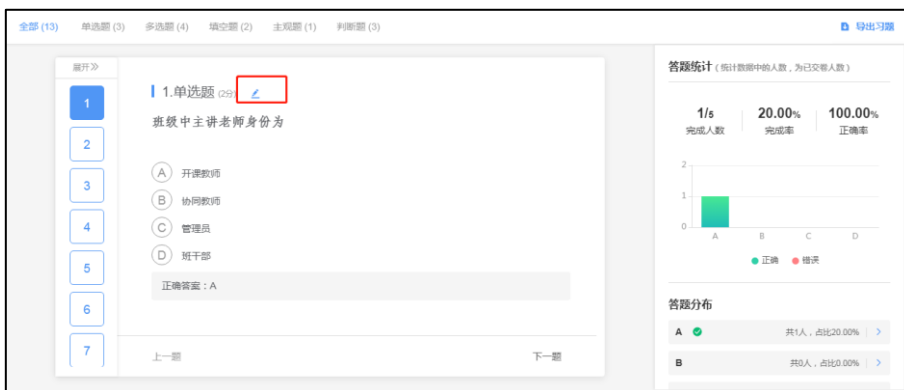 全部 (13) 单选题 (3) 多选题 (4) 填空题 (2) 主观题 (1) 判断题 (3) 导出习题
展开
1
2
3
4
5
6
7
1.单选题 (2分)
班级中主讲老师身份为
A 开课教师
B 协同教师
C 管理员
D 班干部
正确答案：A
上一题 下一题
答题统计 ( 统计数据中的人数，为已交卷人数 )
1/5 20.00% 100.00%
完成人数 完成率 正确率
2
1
0
A B C D
正确 错误
答题分布
A 共1人，占比20.00%
B 共0人，占比0.00%